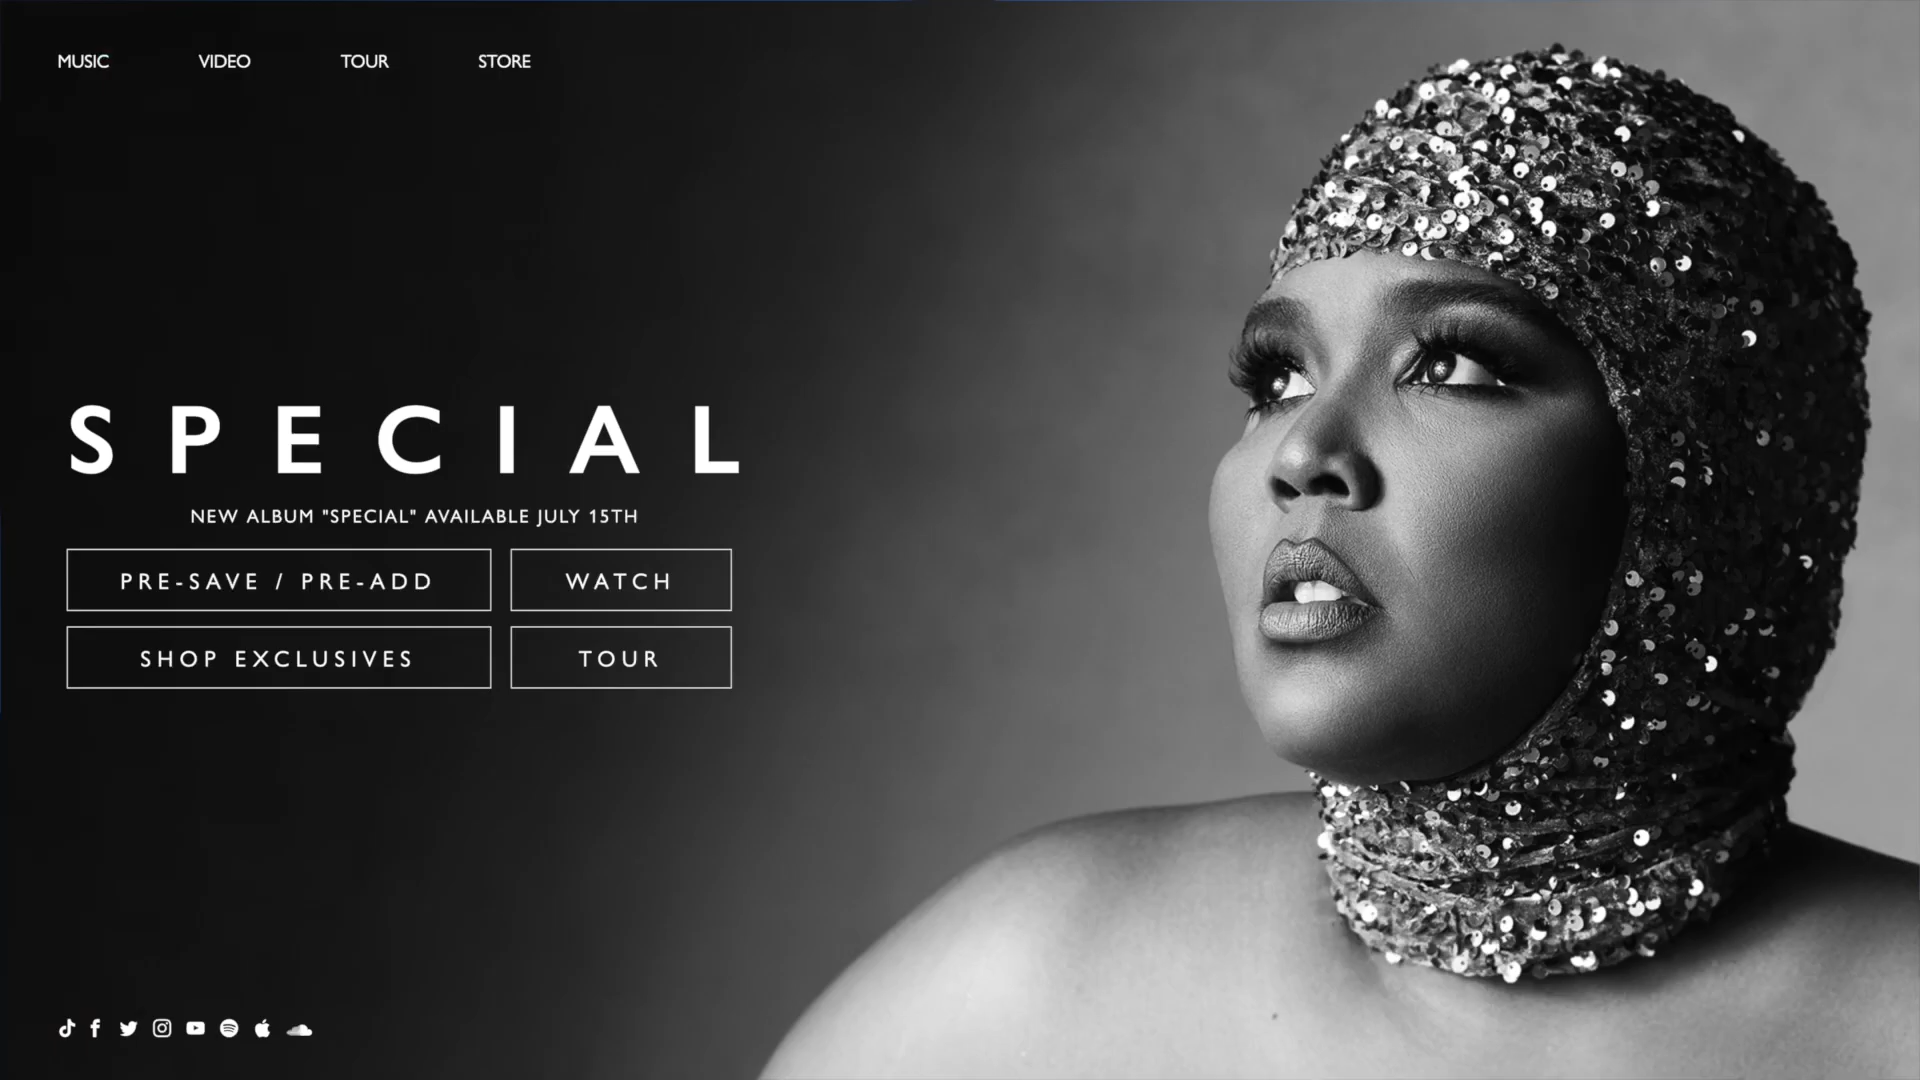 MUSIC VIDEO TOUR STORE
SPECIAL
NEW ALBUM "SPECIAL" AVAILABLE JULY 15TH
PRE-SAVE / PRE-ADD WATCH
SHOP EXCLUSIVES TOUR